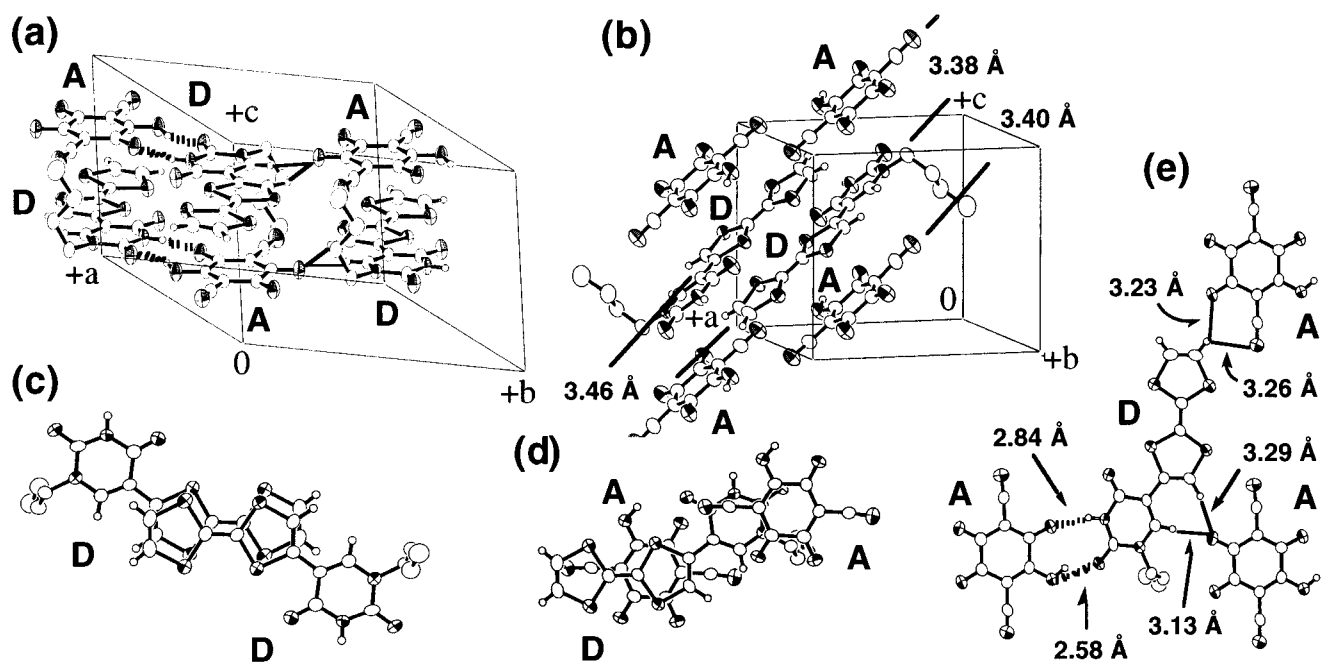 (a)
A
D
+c
A
D
+a
A
D
0
+b
(b)
A
3.38 Å
+c
3.40 Å
A
D
D
A
+a
0
3.46 Å
A
+b
(c)
D
D
(d)
A
A
D
(e)
3.23 Å
A
3.26 Å
D
2.84 Å
3.29 Å
A
A
2.58 Å
3.13 Å